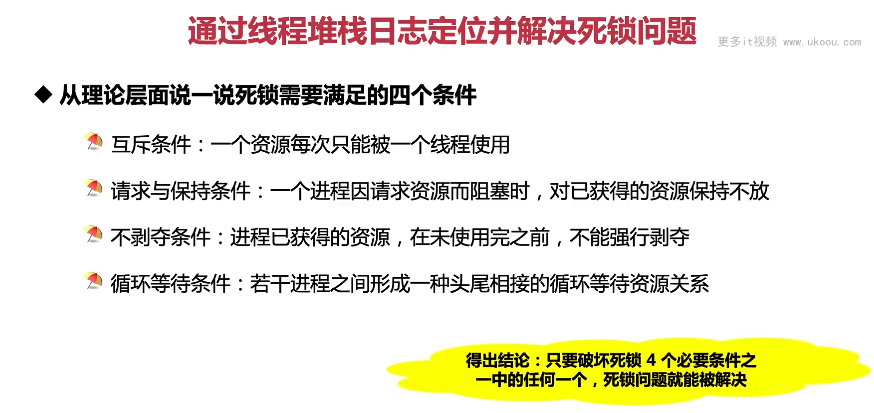 通过线程堆栈日志定位并解决死锁问题
更多it视频 www.ukoou.com
从理论层面说一说死锁需要满足的四个条件
互斥条件：一个资源每次只能被一个线程使用
请求与保持条件：一个进程因请求资源而阻塞时，对已获得的资源保持不放
不剥夺条件：进程已获得的资源，在未使用完之前，不能强行剥夺
循环等待条件：若干进程之间形成一种头尾相接的循环等待资源关系
得出结论：只要破坏死锁 4 个必要条件之
一中的任何一个，死锁问题就能被解决